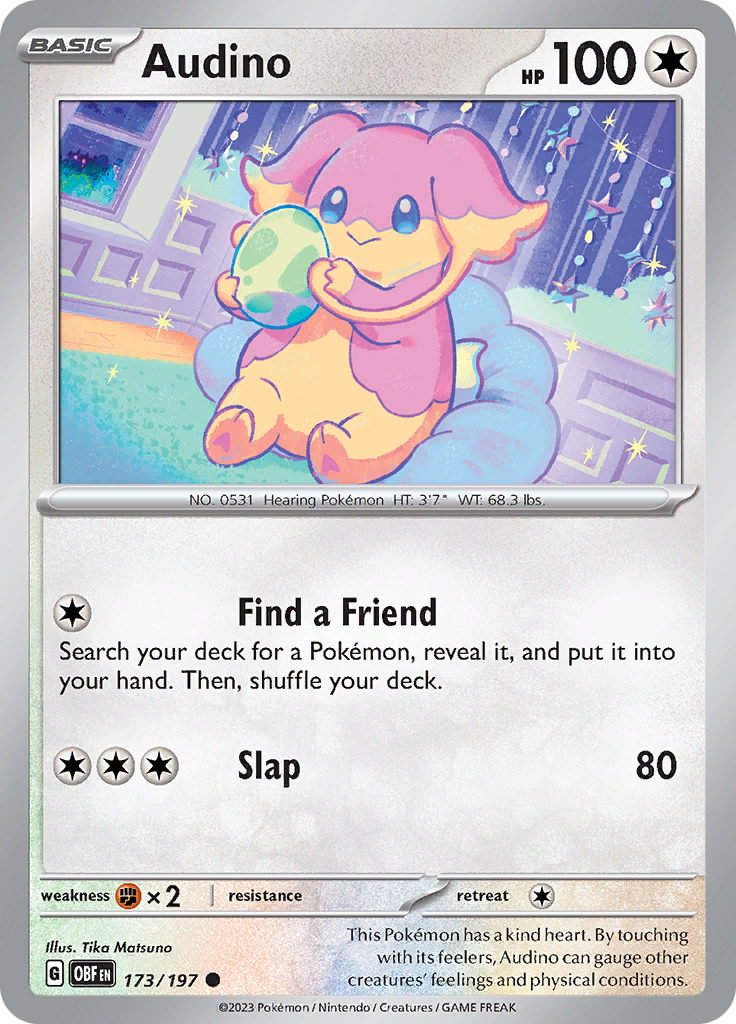 BASIC
Audino
HP 100
NO. 0531 Hearing Pokémon HT: 3'7" WT: 68.3 lbs.
Find a Friend
Search your deck for a Pokémon, reveal it, and put it into
your hand. Then, shuffle your deck.
Slap 80
weakness ×2 resistance retreat
Illus. Tika Matsuno
G OBF EN 173/197
This Pokémon has a kind heart. By touching
with its feelers, Audino can gauge other
creatures' feelings and physical conditions.
©2023 Pokémon / Nintendo / Creatures / GAME FREAK